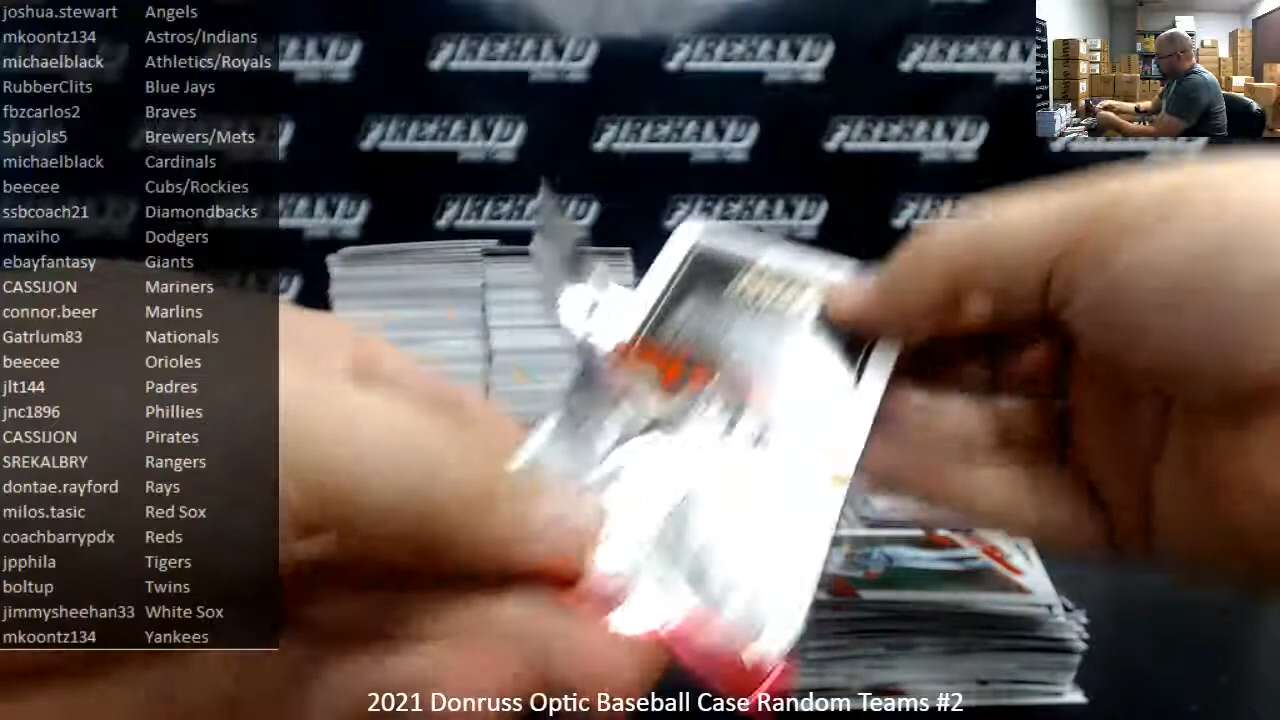 joshua.stewart Angels
mkoontz134 Astros/Indians
michaelblack Athletics/Royals
RubberClits Blue Jays
fbzcarlos2 Braves
5pujols5 Brewers/Mets
michaelblack Cardinals
beecee Cubs/Rockies
ssbcoach21 Diamondbacks
maxiho Dodgers
ebayfantasy Giants
CASSIJON Mariners
connor.beer Marlins
Gatrlum83 Nationals
beecee Orioles
jlt144 Padres
jnc1896 Phillies
CASSIJON Pirates
SREKALBRY Rangers
dontae.rayford Rays
milos.tasic Red Sox
coachbarrypdx Reds
jpphila Tigers
boltup Twins
jimmysheehan33 White Sox
mkoontz134 Yankees
FIREHAND FIREHAND
FIREHAND FIREHAND FIREHAND
FIREHAND FIREHAND
2021 Donruss Optic Baseball Case Random Teams #2